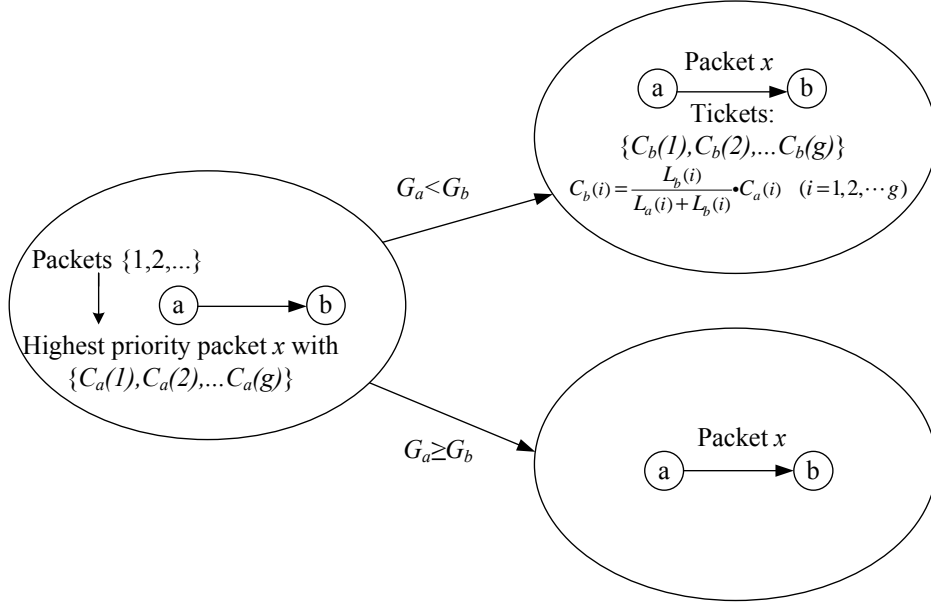 Packets {1,2,...}
a
b
Highest priority packet x with
{C_a(1),C_a(2),...C_a(g)}
G_a<G_b
G_a≥G_b
Packet x
a
b
Tickets:
{C_b(1),C_b(2),...C_b(g)}
C_b(i)=L_b(i)/(L_a(i)+L_b(i))•C_a(i) (i=1,2,⋯g)
Packet x
a
b